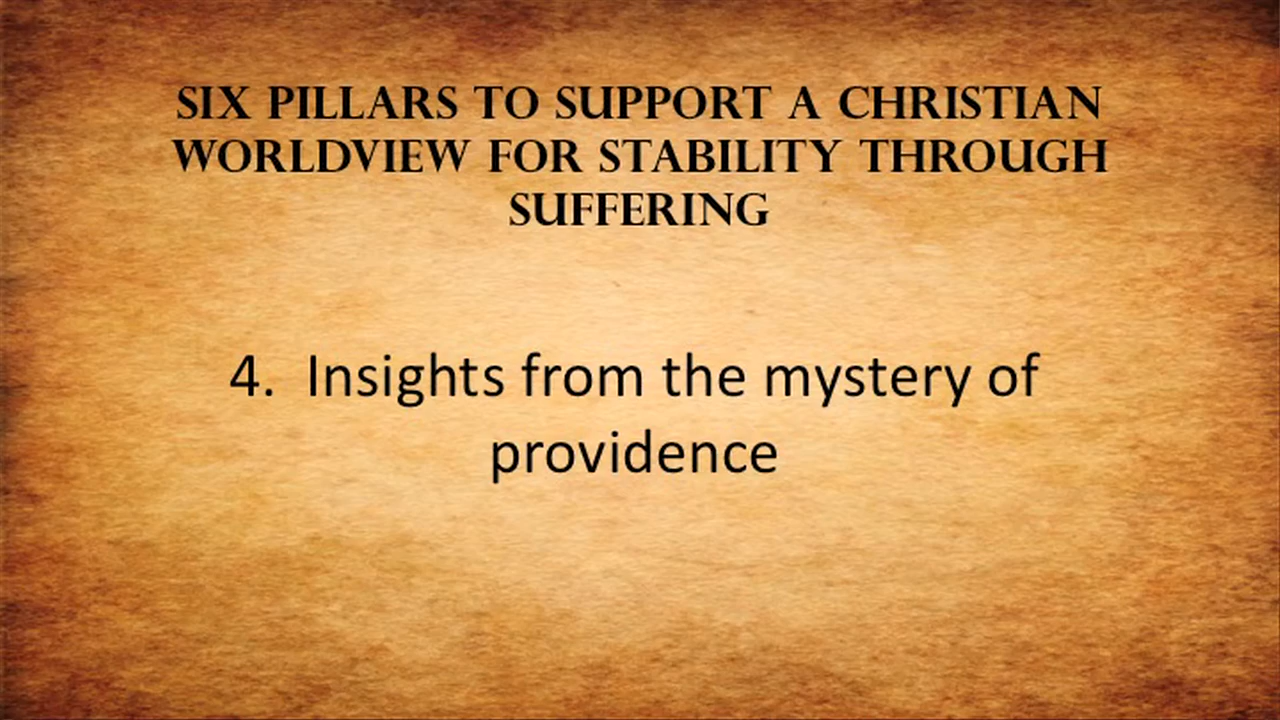 SIX PILLARS TO SUPPORT A CHRISTIAN
WORLDVIEW FOR STABILITY THROUGH
SUFFERING
4. Insights from the mystery of
providence